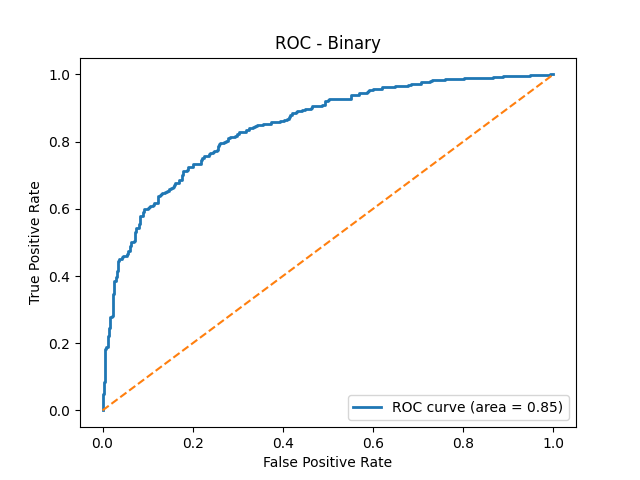 ROC - Binary
True Positive Rate
1.0
0.8
0.6
0.4
0.2
0.0
ROC curve (area = 0.85)
0.0 0.2 0.4 0.6 0.8 1.0
False Positive Rate